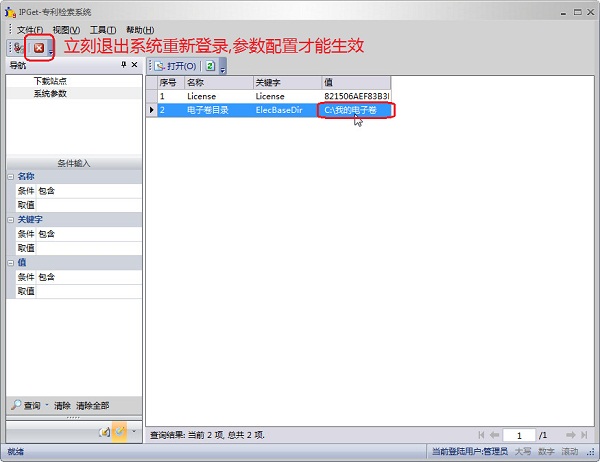 IPGet-专利检索系统
文件(F) 视图(V) 工具(T) 帮助(H)
立刻退出系统重新登录,参数配置才能生效
导航
下载站点
系统参数
打开(O)
序号 名称 关键字 值
1 License License 821506AEF83B3I
2 电子卷目录 ElecBaseDir C:\我的电子卷
条件输入
名称
条件 包含
取值
关键字
条件 包含
取值
值
条件 包含
取值
查询 清除 清除全部
查询结果: 当前 2 项, 总共 2 项.
1 /1
就绪
当前登陆用户:管理员 大写 数字 滚动